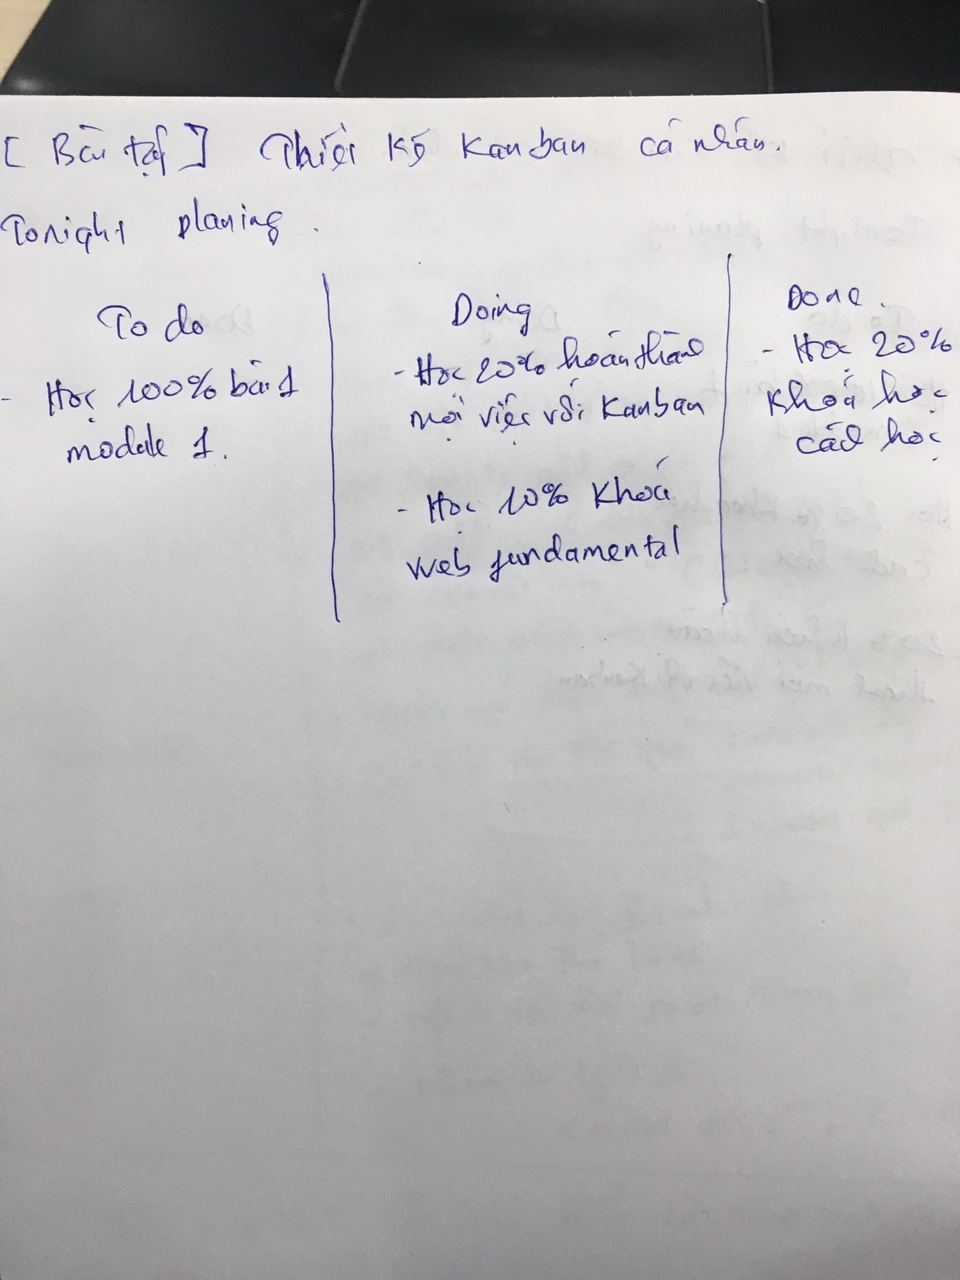 [ Bài tập ] Thiết kế Kanban cá nhân.
Tonight planing.
To do
- Học 100% bài 1
module 1.
Doing
- Học 20% hoàn thành
mọi việc với Kanban
- Học 10% khoá
web fundamental
Done.
- Học 20%
khoá học
cách học